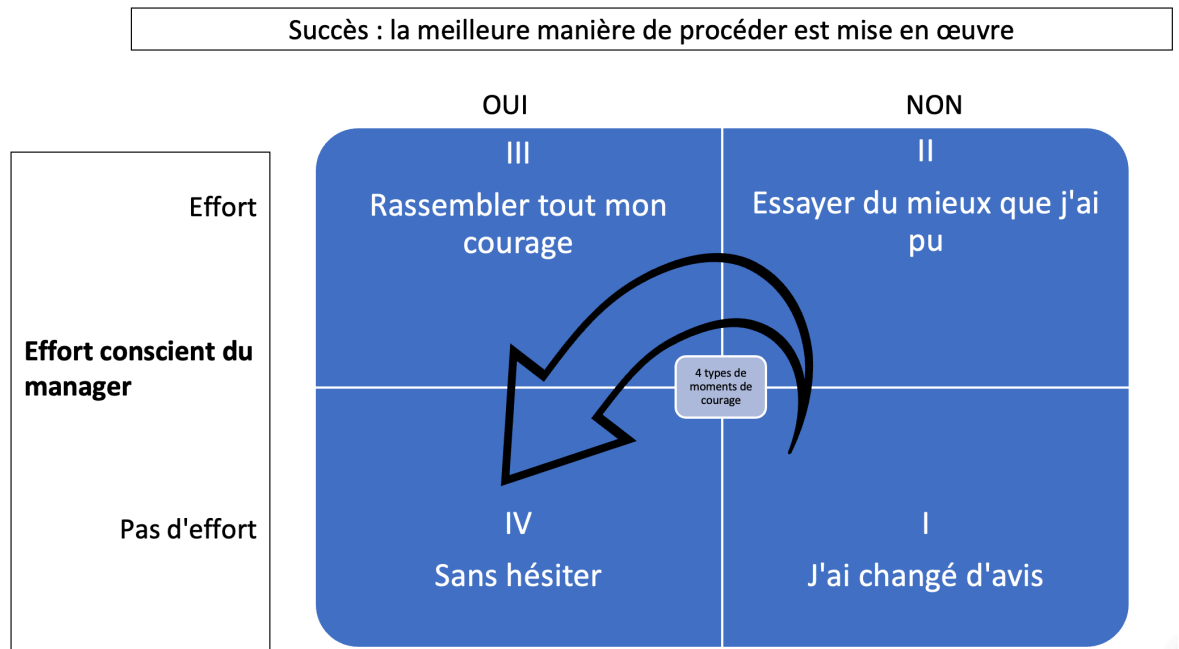 Succès : la meilleure manière de procéder est mise en œuvre
OUI
NON
III
Rassembler tout mon
courage
II
Essayer du mieux que j'ai
pu
Effort
Effort conscient du
manager
Pas d'effort
4 types de
moments de
courage
IV
Sans hésiter
I
J'ai changé d'avis